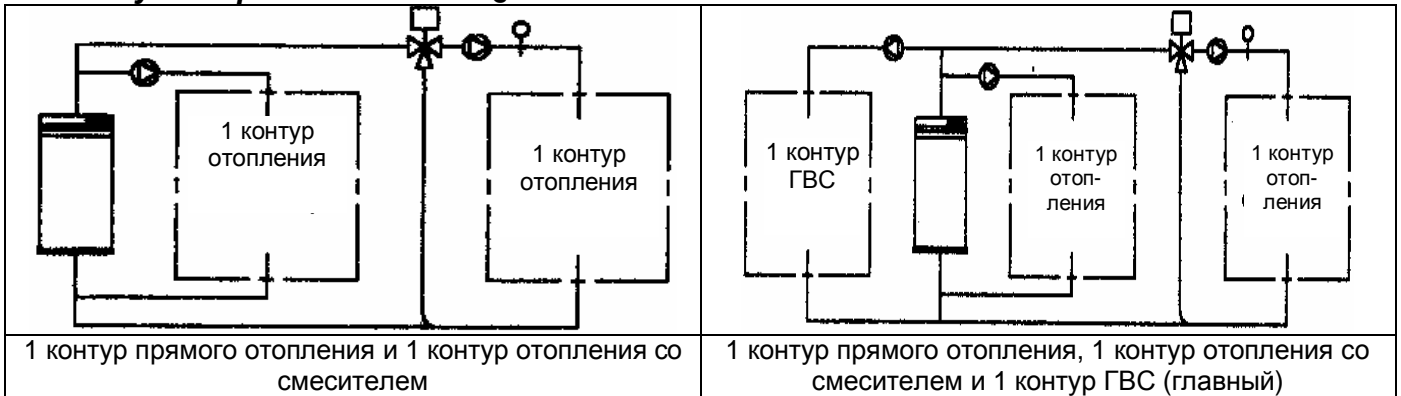 1 контур
отопления
1 контур
отопления
1 контур
ГВС
1 контур
отоп-
ления
1 контур
отоп-
ления
1 контур прямого отопления и 1 контур отопления со
смесителем
1 контур прямого отопления, 1 контур отопления со
смесителем и 1 контур ГВС (главный)